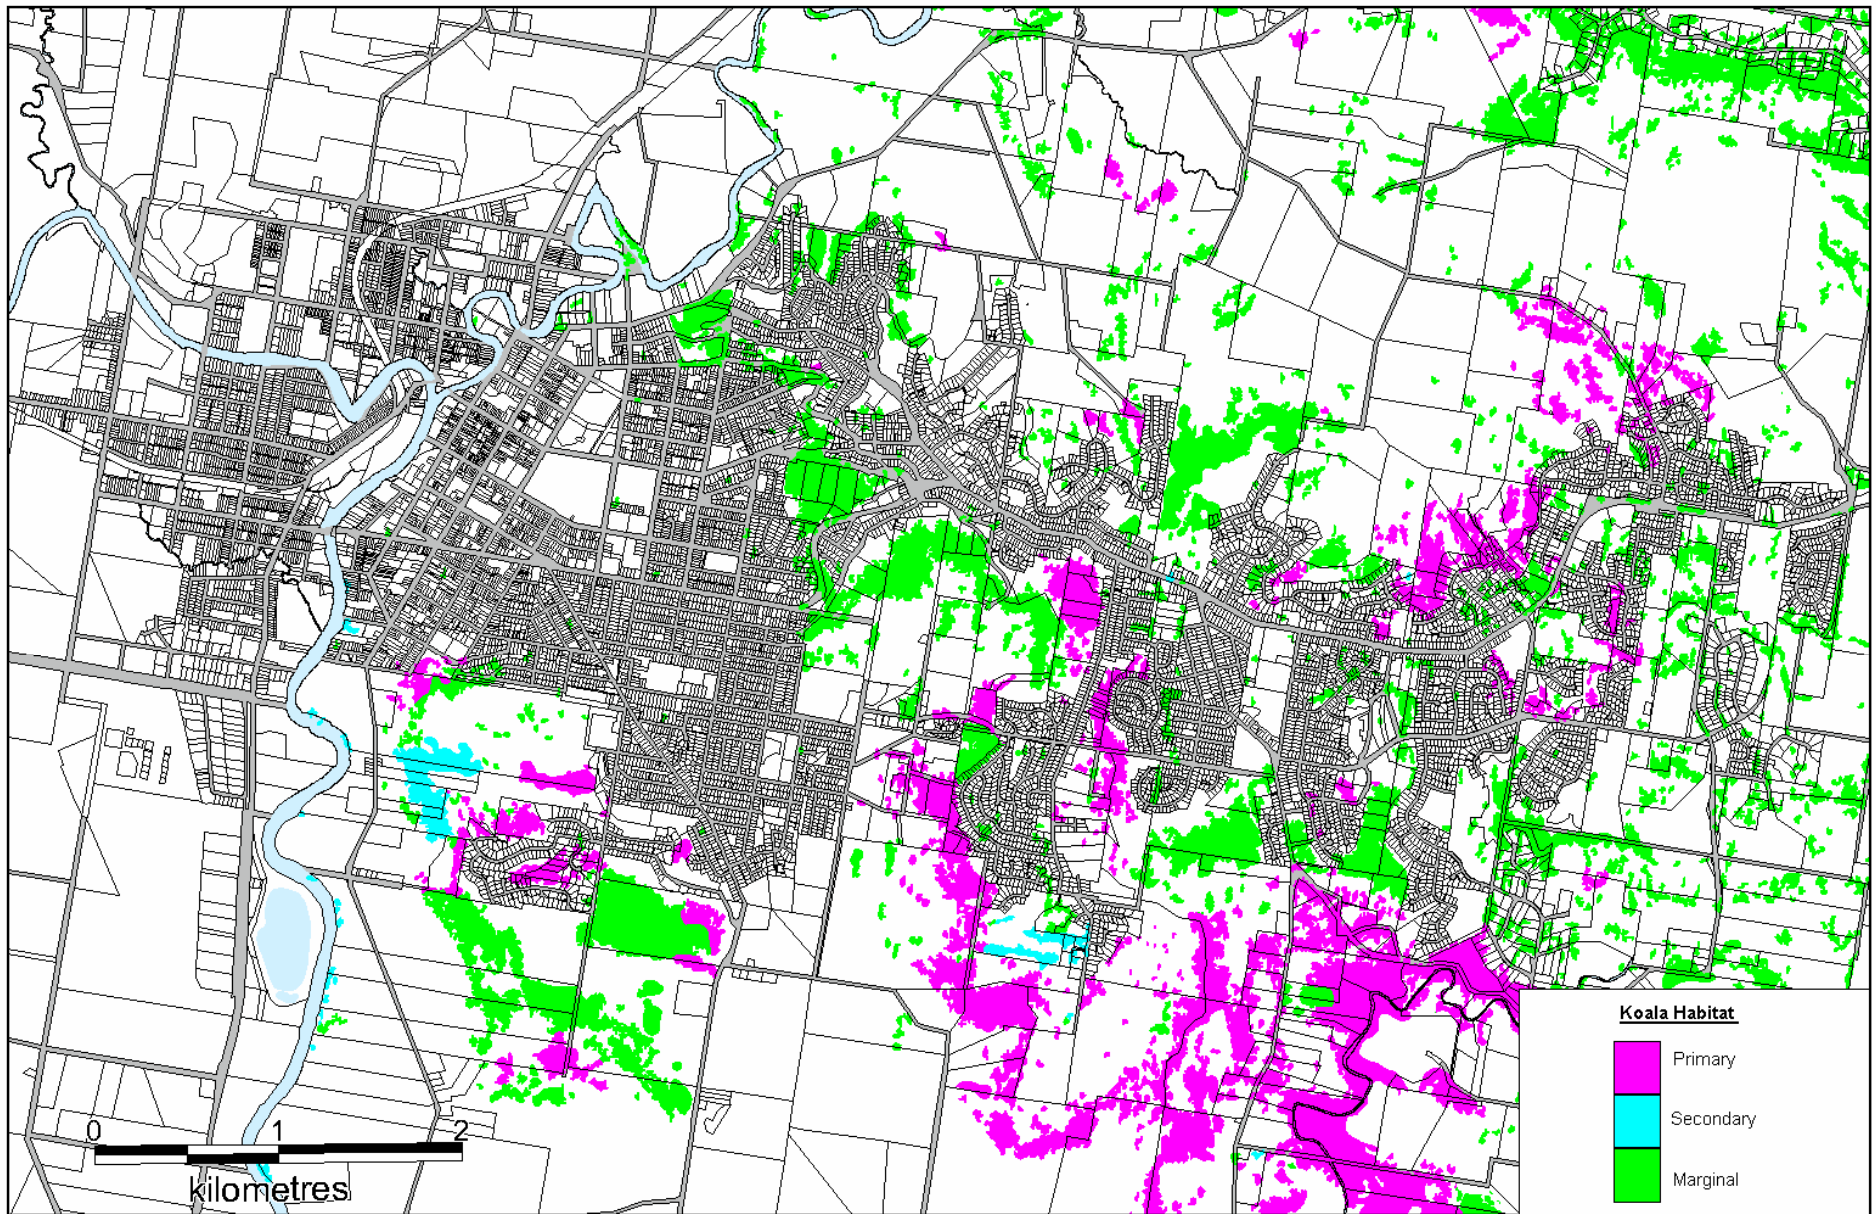 Koala Habitat
Primary
Secondary
Marginal
0 1 2
kilometres